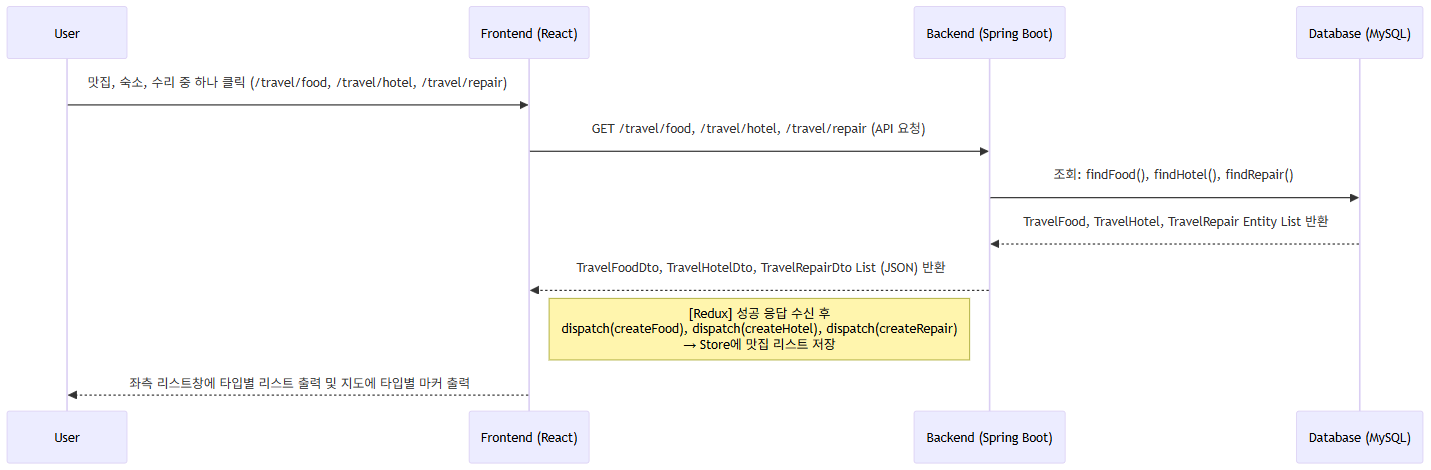 User
Frontend (React)
Backend (Spring Boot)
Database (MySQL)
맛집, 숙소, 수리 중 하나 클릭 (/travel/food, /travel/hotel, /travel/repair)
GET /travel/food, /travel/hotel, /travel/repair (API 요청)
조회: findFood(), findHotel(), findRepair()
TravelFood, TravelHotel, TravelRepair Entity List 반환
TravelFoodDto, TravelHotelDto, TravelRepairDto List (JSON) 반환
[Redux] 성공 응답 수신 후
dispatch(createFood), dispatch(createHotel), dispatch(createRepair)
→ Store에 맛집 리스트 저장
좌측 리스트창에 타입별 리스트 출력 및 지도에 타입별 마커 출력
User
Frontend (React)
Backend (Spring Boot)
Database (MySQL)